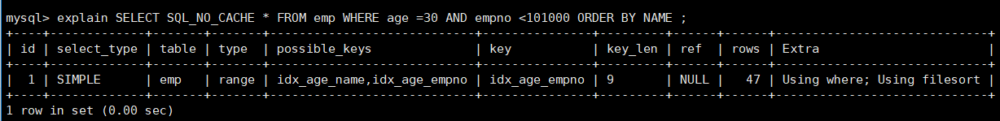 mysql> explain SELECT SQL_NO_CACHE * FROM emp WHERE age =30 AND empno <101000 ORDER BY NAME ;
+----+-------------+-------+-------+----------------------------+---------------+---------+------+------+-----------------------------+
| id | select_type | table | type  | possible_keys              | key           | key_len | ref  | rows | Extra                       |
+----+-------------+-------+-------+----------------------------+---------------+---------+------+------+-----------------------------+
|  1 | SIMPLE      | emp   | range | idx_age_name,idx_age_empno | idx_age_empno | 9       | NULL |   47 | Using where; Using filesort |
+----+-------------+-------+-------+----------------------------+---------------+---------+------+------+-----------------------------+
1 row in set (0.00 sec)